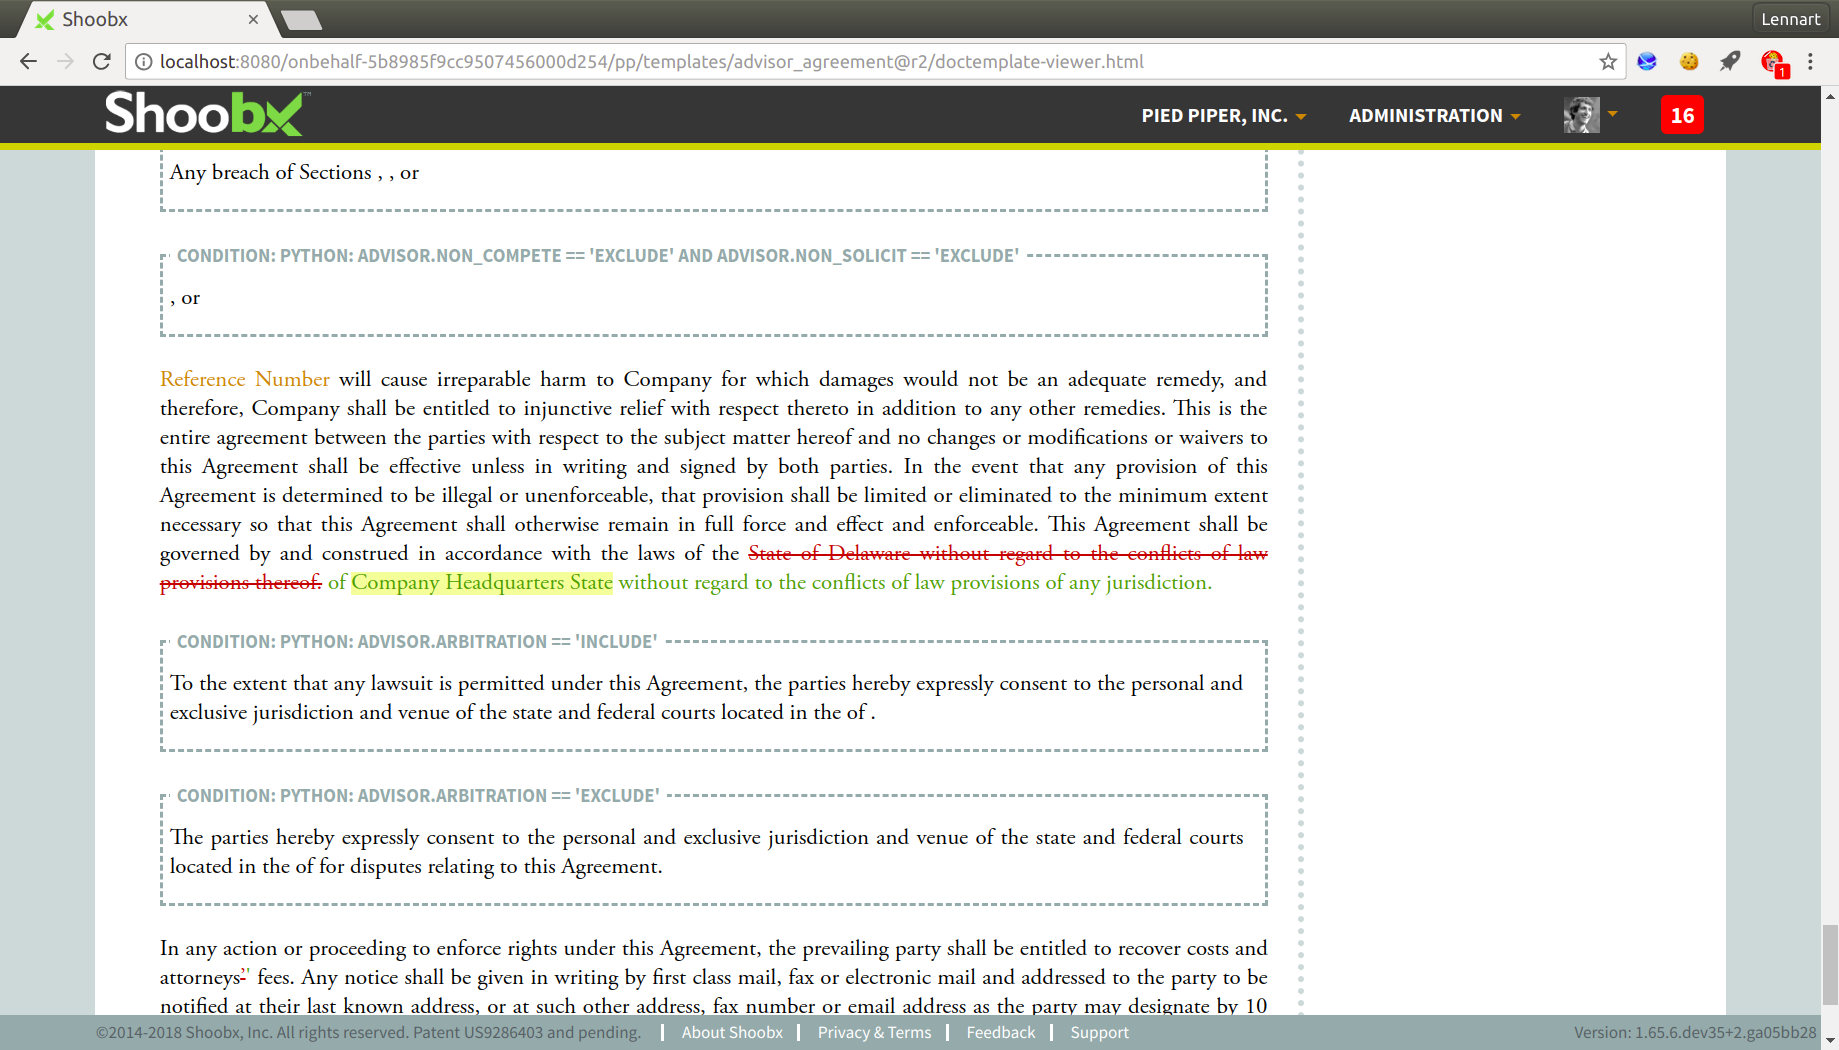 Shoobx
Lennart
localhost:8080/onbehalf-5b8985f9cc9507456000d254/pp/templates/advisor_agreement@r2/doctemplate-viewer.html
1
Shoobx™
PIED PIPER, INC.
ADMINISTRATION
16
Any breach of Sections , , or
CONDITION: PYTHON: ADVISOR.NON_COMPETE == 'EXCLUDE' AND ADVISOR.NON_SOLICIT == 'EXCLUDE'
, or
Reference Number will cause irreparable harm to Company for which damages would not be an adequate remedy, and
therefore, Company shall be entitled to injunctive relief with respect thereto in addition to any other remedies. This is the
entire agreement between the parties with respect to the subject matter hereof and no changes or modifications or waivers to
this Agreement shall be effective unless in writing and signed by both parties. In the event that any provision of this
Agreement is determined to be illegal or unenforceable, that provision shall be limited or eliminated to the minimum extent
necessary so that this Agreement shall otherwise remain in full force and effect and enforceable. This Agreement shall be
governed by and construed in accordance with the laws of the State of Delaware without regard to the conflicts of law
provisions thereof. of Company Headquarters State without regard to the conflicts of law provisions of any jurisdiction.
CONDITION: PYTHON: ADVISOR.ARBITRATION == 'INCLUDE'
To the extent that any lawsuit is permitted under this Agreement, the parties hereby expressly consent to the personal and
exclusive jurisdiction and venue of the state and federal courts located in the of .
CONDITION: PYTHON: ADVISOR.ARBITRATION == 'EXCLUDE'
The parties hereby expressly consent to the personal and exclusive jurisdiction and venue of the state and federal courts
located in the of for disputes relating to this Agreement.
In any action or proceeding to enforce rights under this Agreement, the prevailing party shall be entitled to recover costs and
attorneys’' fees. Any notice shall be given in writing by first class mail, fax or electronic mail and addressed to the party to be
notified at their last known address, or at such other address, fax number or email address as the party may designate by 10
©2014-2018 Shoobx, Inc. All rights reserved. Patent US9286403 and pending. | About Shoobx | Privacy & Terms | Feedback | Support
Version: 1.65.6.dev35+2.ga05bb28